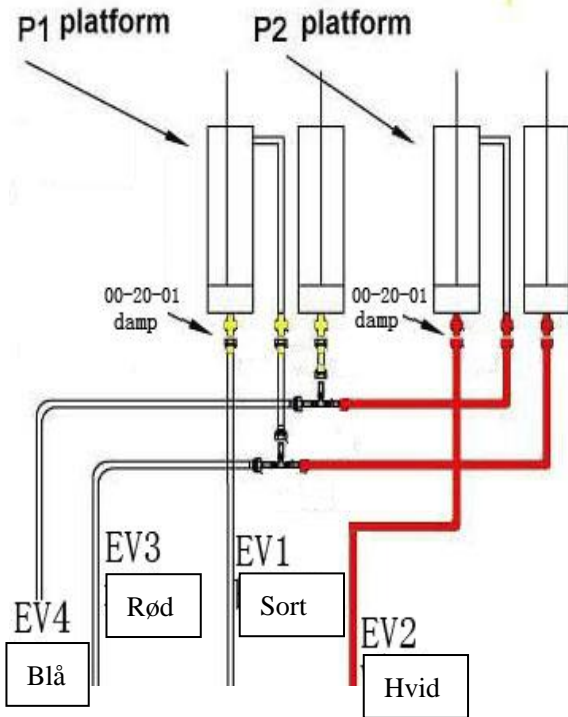 P1 platform
P2 platform
00-20-01
damp
00-20-01
damp
EV3
Rød
EV1
Sort
EV4
Blå
EV2
Hvid